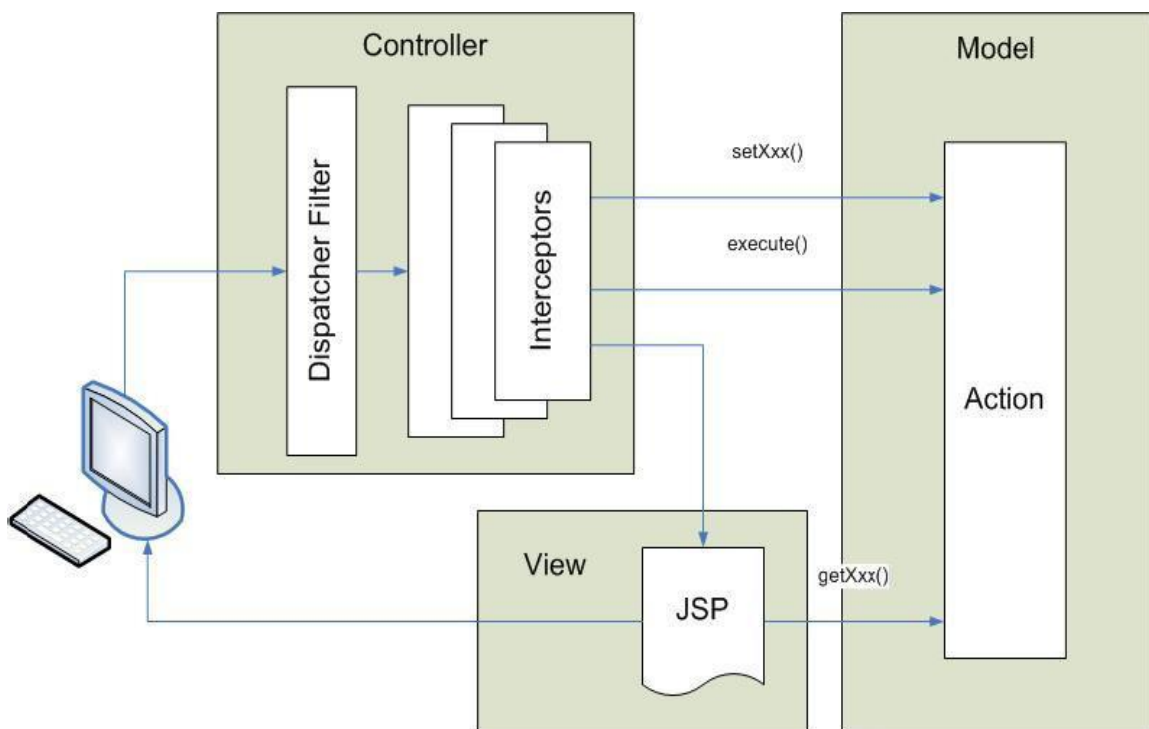 Controller
Model
Dispatcher Filter
Interceptors
setXxx()
execute()
Action
View
JSP
getXxx()